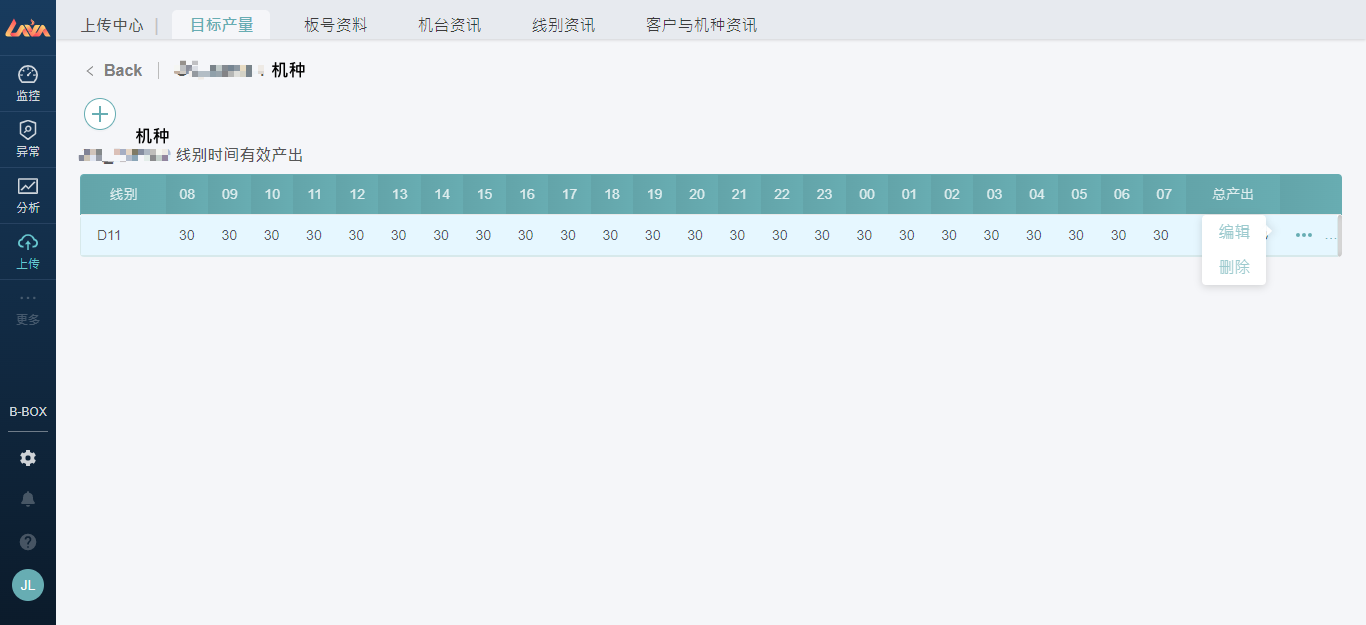 LAVA
上传中心 | 目标产量 板号资料 机台资讯 线别资讯 客户与机种资讯
监控
异常
分析
上传
更多
B-BOX
JL
< Back | 机种
机种
线别时间有效产出
线别 08 09 10 11 12 13 14 15 16 17 18 19 20 21 22 23 00 01 02 03 04 05 06 07 总产出
D11 30 30 30 30 30 30 30 30 30 30 30 30 30 30 30 30 30 30 30 30 30 30 30 30
编辑
删除